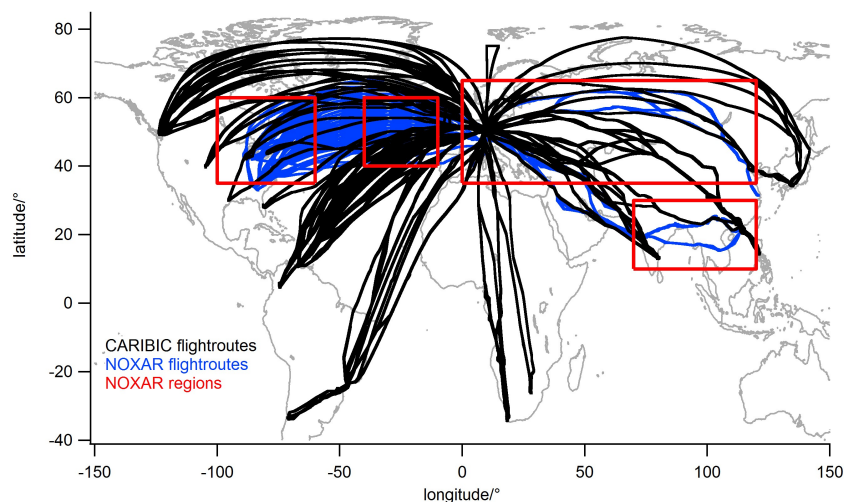 80
60
40
20
0
-20
-40
latitude/°
CARIBIC flightroutes
NOXAR flightroutes
NOXAR regions
-150 -100 -50 0 50 100 150
longitude/°